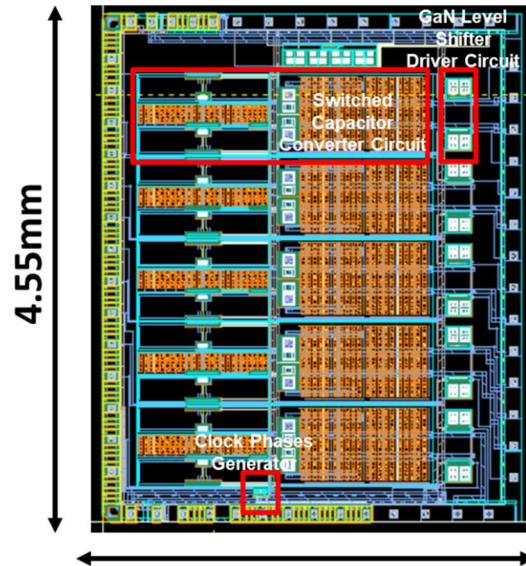 GaN Level
Shifter
Driver Circuit
Switched
Capacitor
Converter Circuit
4.55mm
Clock Phases
Generator